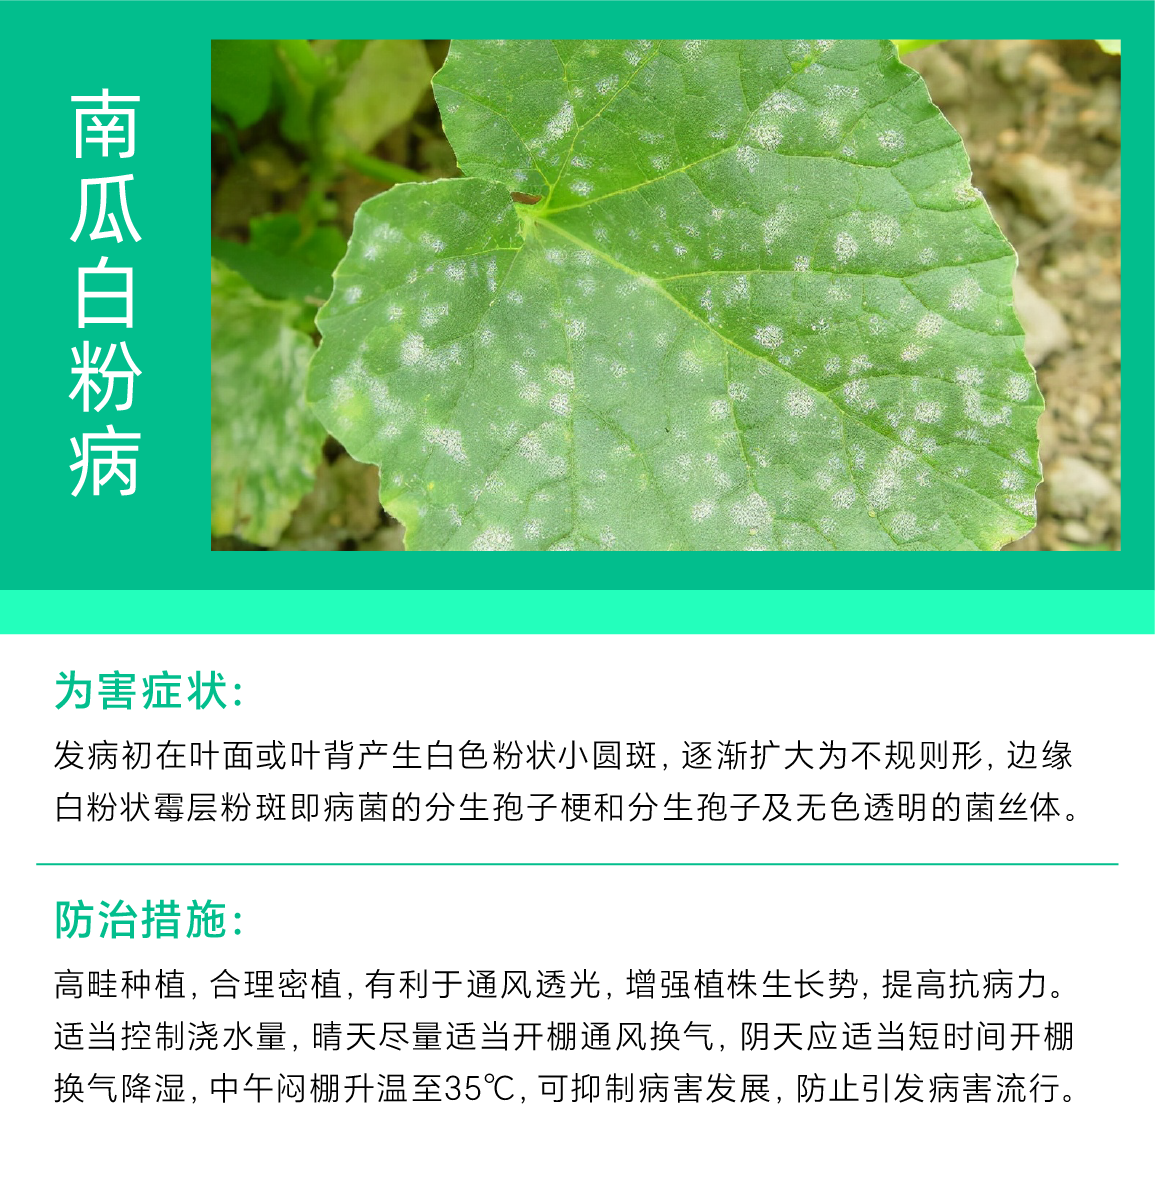 南瓜白粉病
为害症状：
发病初在叶面或叶背产生白色粉状小圆斑，逐渐扩大为不规则形，边缘
白粉状霉层粉斑即病菌的分生孢子梗和分生孢子及无色透明的菌丝体。
防治措施：
高畦种植，合理密植，有利于通风透光，增强植株生长势，提高抗病力。
适当控制浇水量，晴天尽量适当开棚通风换气，阴天应适当短时间开棚
换气降湿，中午闷棚升温至35℃，可抑制病害发展，防止引发病害流行。